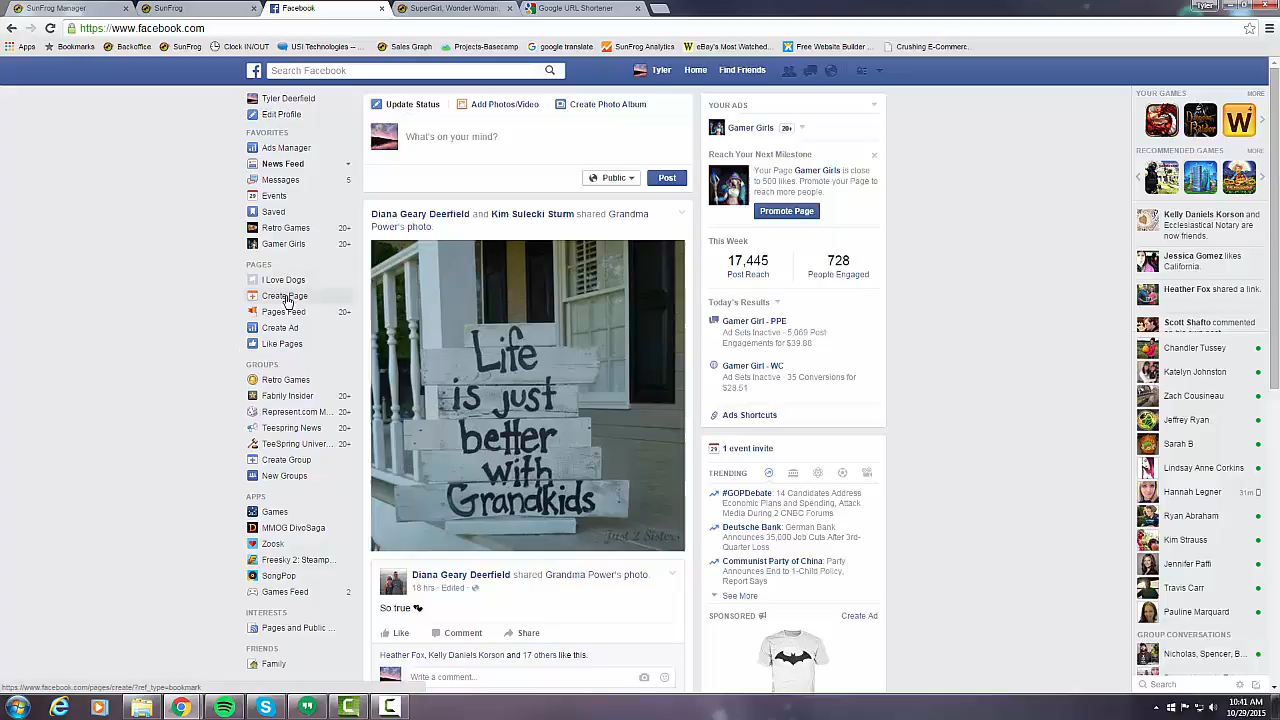 SunFrog Manager
SunFrog
Facebook
SuperGirl, Wonder Woman,
Google URL Shortener
Tyler
https://www.facebook.com
Apps
Bookmarks
Backoffice
SunFrog
Clock IN/OUT
USI Technologies – ...
Sales Graph
Projects-Basecamp
google translate
SunFrog Analytics
eBay's Most Watched...
Free Website Builder ...
Crushing E-Commerc...
Search Facebook
Tyler
Home
Find Friends
Tyler Deerfield
Edit Profile
FAVORITES
Ads Manager
News Feed
Messages 5
Events
Saved
Retro Games 20+
Gamer Girls 20+
PAGES
I Love Dogs
Create Page
Pages Feed 20+
Create Ad
Like Pages
GROUPS
Retro Games
Fabrily Insider 20+
Represent.com M... 20+
Teespring News 20+
TeeSpring Univer... 20+
Create Group
New Groups
APPS
Games
MMOG DivoSaga
Zoosk
Freesky 2: Steamp...
SongPop
Games Feed 2
INTERESTS
Pages and Public ...
FRIENDS
Family
https://www.facebook.com/pages/create/?ref_type=bookmark
Update Status
Add Photos/Video
Create Photo Album
What's on your mind?
Public
Post
Diana Geary Deerfield and Kim Sulecki Sturm shared Grandma
Power's photo.
Life
is just
better
with
Grandkids
Just 2 Sisters
Diana Geary Deerfield shared Grandma Power's photo.
18 hrs · Edited ·
So true
Like
Comment
Share
Heather Fox, Kelly Daniels Korson and 17 others like this.
Write a comment...
YOUR ADS
Gamer Girls 20+
Reach Your Next Milestone
Your Page Gamer Girls is close
to 500 likes. Promote your Page to
reach more people.
Promote Page
This Week
17,445
Post Reach
728
People Engaged
Today's Results
Gamer Girl - PPE
Ad Sets Inactive · 5,069 Post
Engagements for $39.88
Gamer Girl - WC
Ad Sets Inactive · 35 Conversions for
$28.51
Ads Shortcuts
1 event invite
TRENDING
#GOPDebate: 14 Candidates Address
Economic Plans and Spending, Attack
Media During 2 CNBC Forums
Deutsche Bank: German Bank
Announces 35,000 Job Cuts After 3rd-
Quarter Loss
Communist Party of China: Party
Announces End to 1-Child Policy,
Report Says
See More
SPONSORED
Create Ad
YOUR GAMES
MORE
RECOMMENDED GAMES
MORE
Kelly Daniels Korson and
Ecclesiastical Notary are
now friends.
Jessica Gomez likes
California.
Heather Fox shared a link.
Scott Shafto commented
Chandler Tussey
Katelyn Johnston
Zach Cousineau
Jeffrey Ryan
Sarah B
Lindsay Anne Corkins
Hannah Legner 31m
Ryan Abraham
Kim Strauss
Jennifer Paffi
Travis Carr
Pauline Marquard
GROUP CONVERSATIONS
Nicholas, Spencer, B...
Search
10:41 AM
10/29/2015